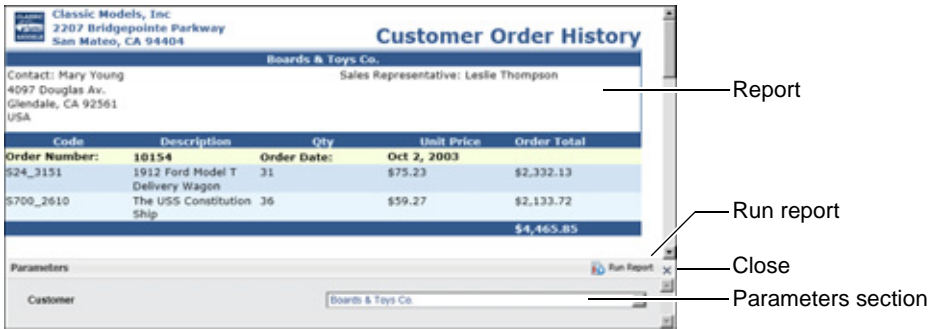 CLASSIC
MODELS
Classic Models, Inc
2207 Bridgepointe Parkway
San Mateo, CA 94404
Customer Order History
Boards & Toys Co.
Contact: Mary Young
Sales Representative: Leslie Thompson
4097 Douglas Av.
Glendale, CA 92561
USA
Code Description Qty Unit Price Order Total
Order Number: 10154 Order Date: Oct 2, 2003
S24_3151 1912 Ford Model T Delivery Wagon 31 $75.23 $2,332.13
S700_2610 The USS Constitution Ship 36 $59.27 $2,133.72
$4,465.85
Parameters
Run Report
Customer
Boards & Toys Co.
Report
Run report
Close
Parameters section